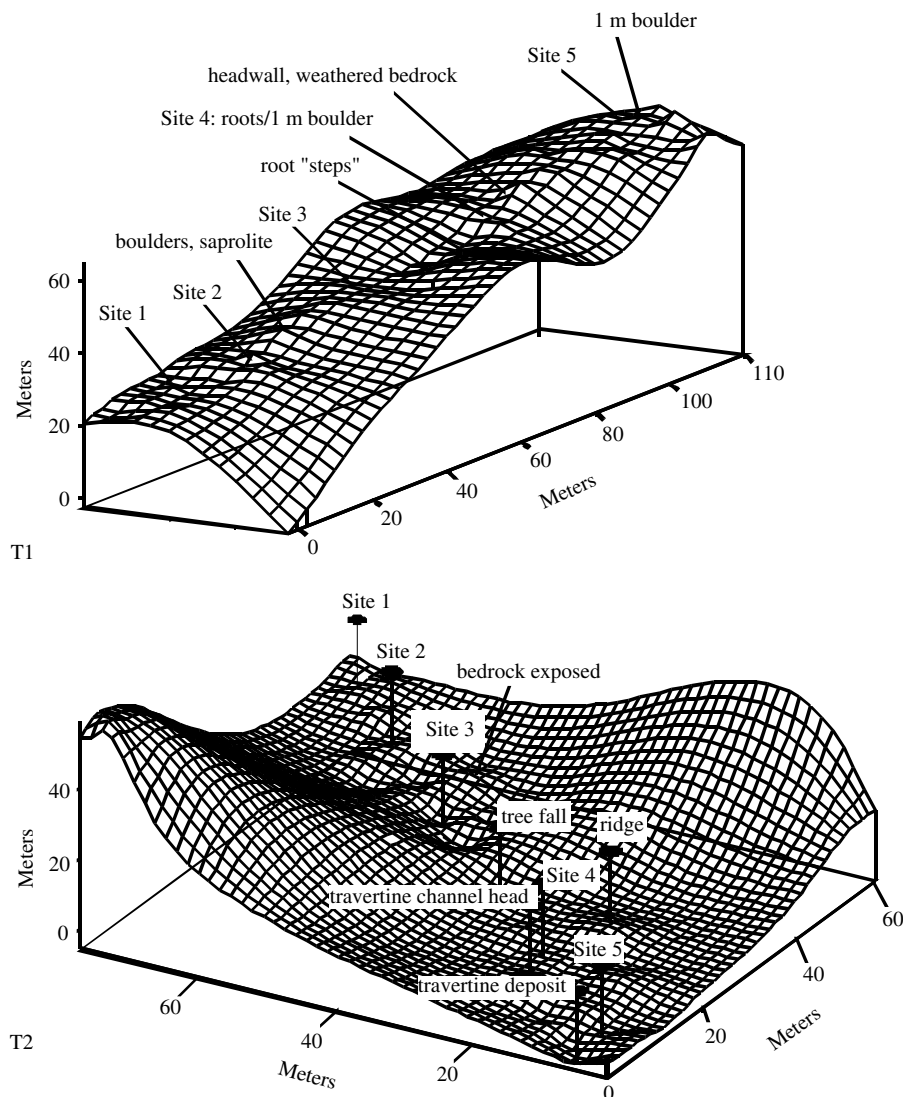 1 m boulder
Site 5
headwall, weathered bedrock
Site 4: roots/1 m boulder
root "steps"
Site 3
boulders, saprolite
Site 2
Site 1
60
40
20
0
Meters
110
100
80
60
40
20
0
Meters
T1
Site 1
Site 2
bedrock exposed
Site 3
tree fall
ridge
Site 4
travertine channel head
Site 5
travertine deposit
40
20
0
Meters
60
40
20
0
Meters
60
40
20
Meters
T2